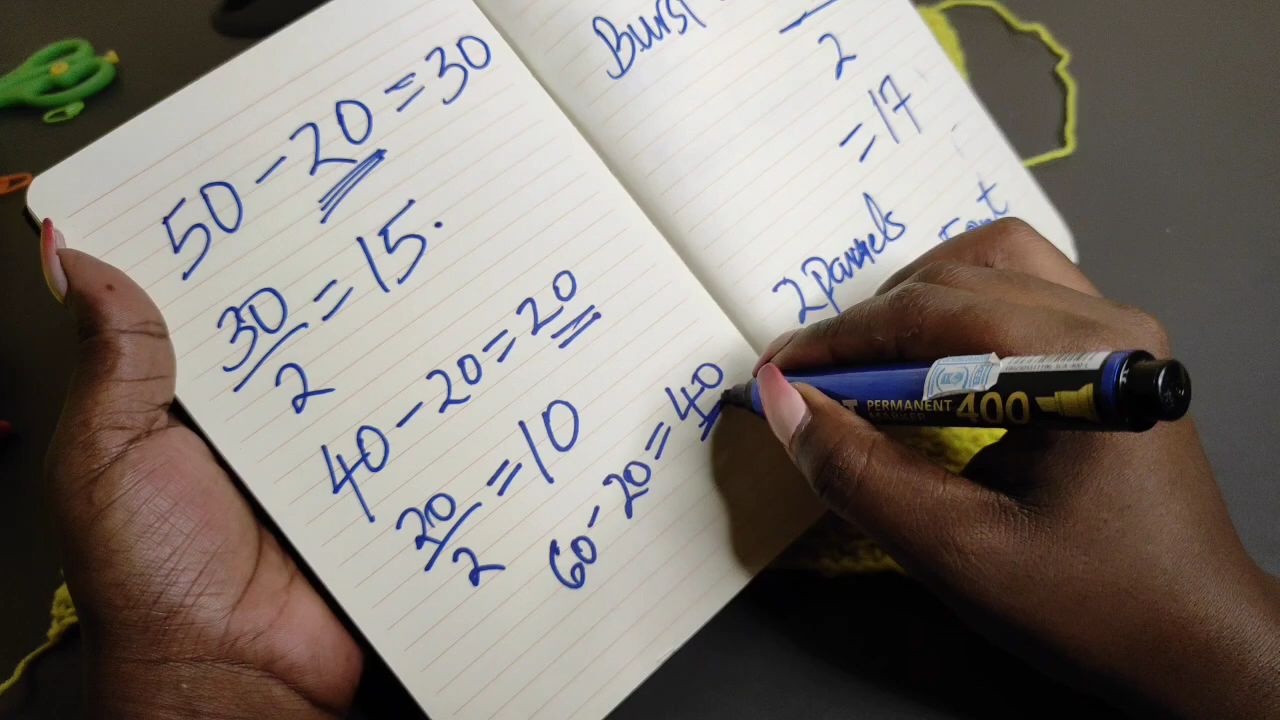 50 - 20 = 30
30/2 = 15.
40 - 20 = 20
20/2 = 10
60 - 20 = 40
Burst
2
= 17
2 panels
PERMANENT
MARKER
400